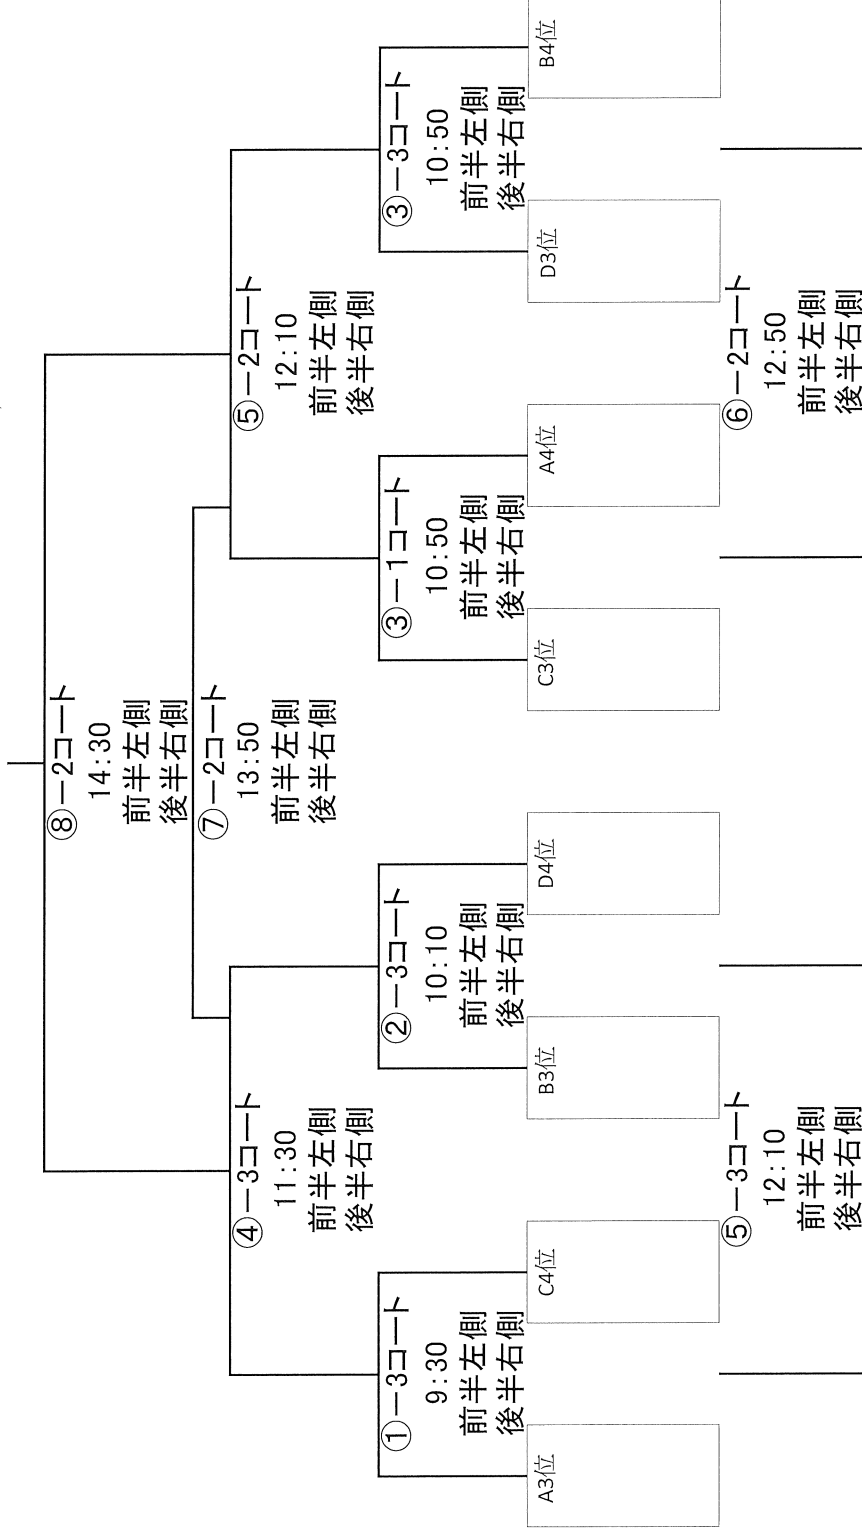 ⑧－2コート
14:30
前半左側
後半右側
⑦－2コート
13:50
前半左側
後半右側
④－3コート
11:30
前半左側
後半右側
⑤－2コート
12:10
前半左側
後半右側
①－3コート
9:30
前半左側
後半右側
②－3コート
10:10
前半左側
後半右側
③－1コート
10:50
前半左側
後半右側
③－3コート
10:50
前半左側
後半右側
A3位
C4位
B3位
D4位
C3位
A4位
D3位
B4位
⑤－3コート
12:10
前半左側
後半右側
⑥－2コート
12:50
前半左側
後半右側